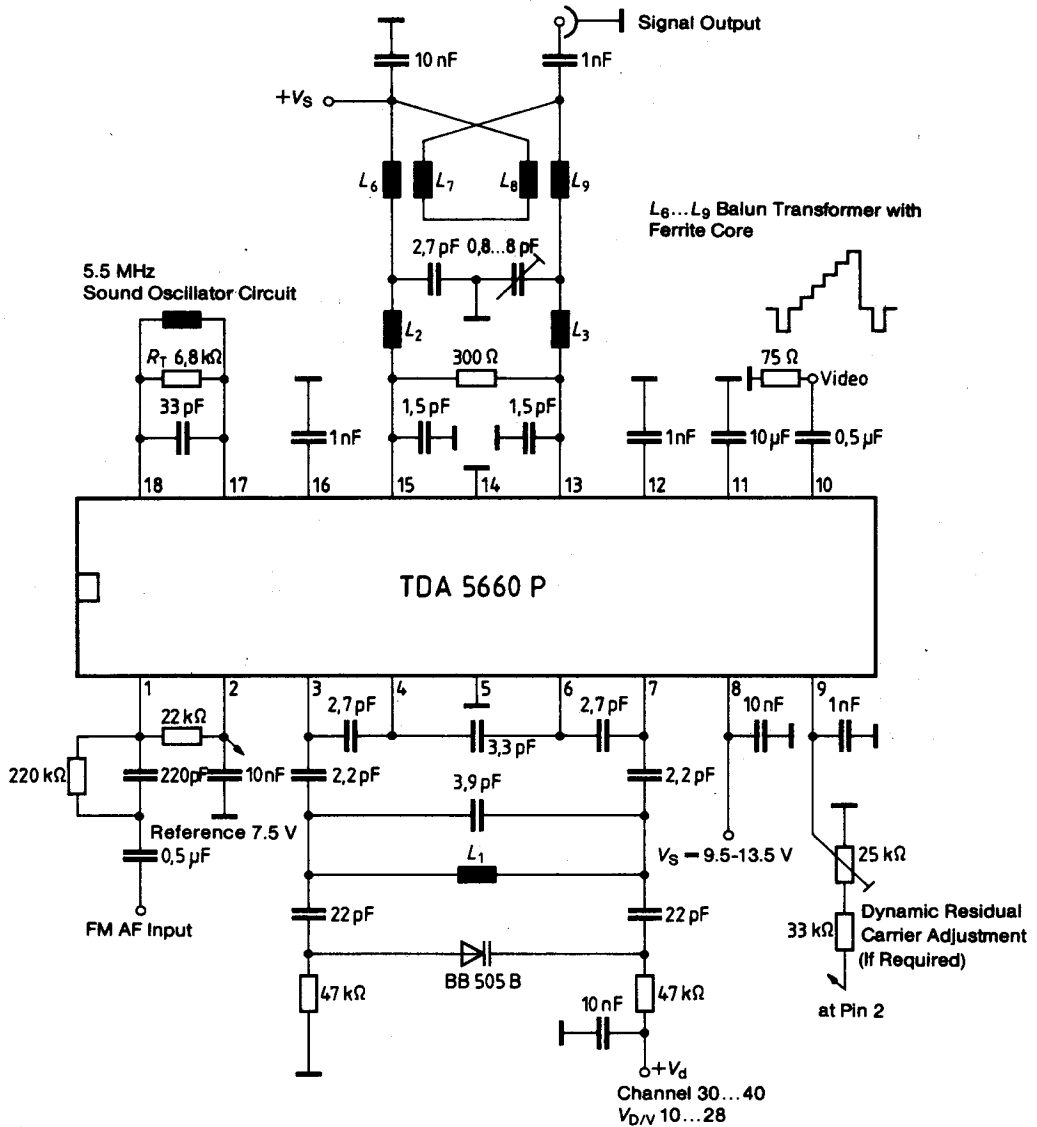 Signal Output
10 nF
1nF
+VS
L6
L7
L8
L9
L6...L9 Balun Transformer with
Ferrite Core
2,7 pF
0,8...8 pF
5.5 MHz
Sound Oscillator Circuit
L2
L3
RT 6,8 kΩ
300 Ω
75 Ω
Video
33 pF
1,5 pF
1,5 pF
1nF
1nF
10 µF
0,5 µF
18
17
16
15
14
13
12
11
10
TDA 5660 P
1
2
3
4
5
6
7
8
9
22 kΩ
2,7 pF
2,7 pF
10 nF
1 nF
3,3 pF
220 kΩ
220pF
10nF
2,2 pF
2,2 pF
3,9 pF
Reference 7.5 V
0,5 µF
L1
VS = 9.5-13.5 V
25 kΩ
22 pF
22 pF
FM AF Input
33 kΩ
Dynamic Residual
Carrier Adjustment
(If Required)
BB 505 B
47 kΩ
47 kΩ
10 nF
at Pin 2
+Vd
Channel 30...40
VD/V 10...28